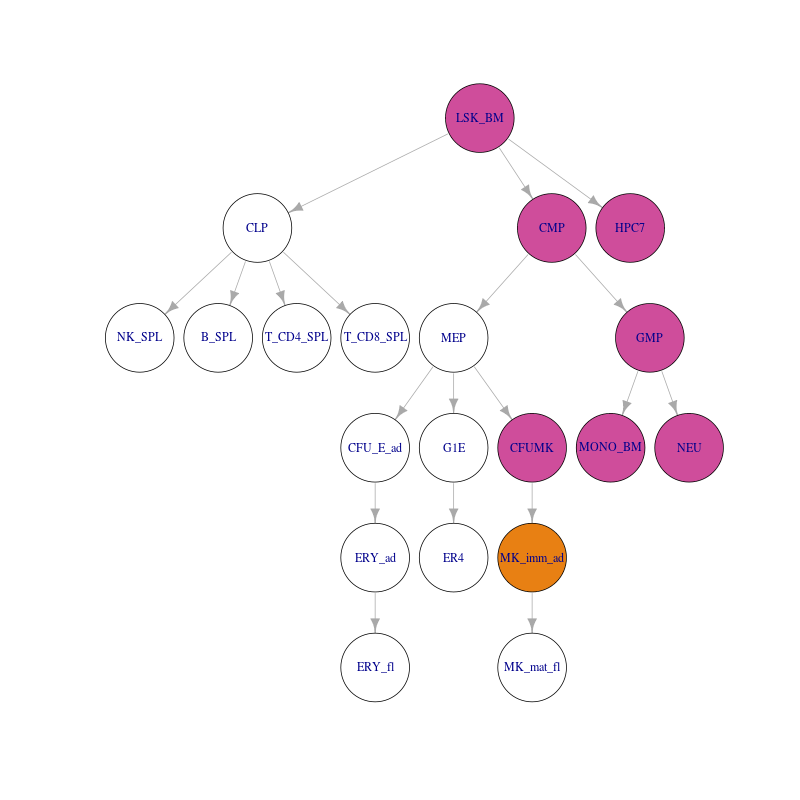 LSK_BM
CLP
CMP
HPC7
NK_SPL
B_SPL
T_CD4_SPL
T_CD8_SPL
MEP
GMP
CFU_E_ad
G1E
CFUMK
MONO_BM
NEU
ERY_ad
ER4
MK_imm_ad
ERY_fl
MK_mat_fl